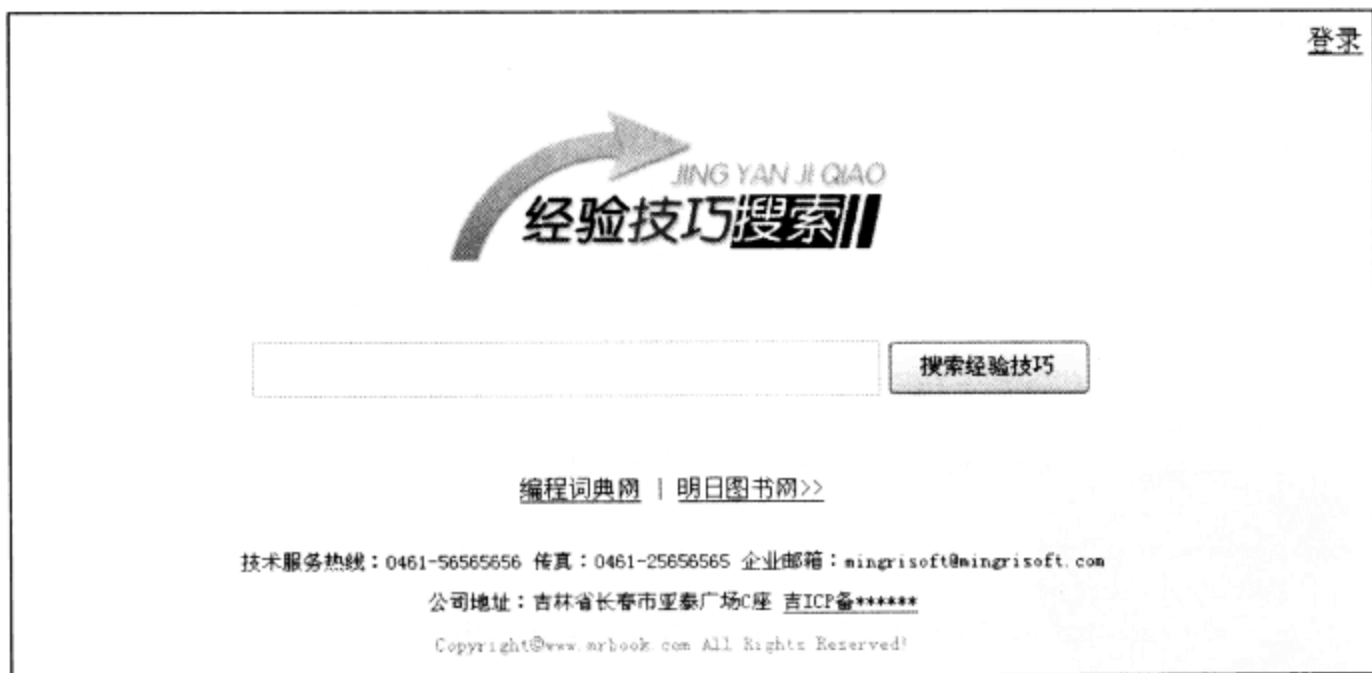 登录
JING YAN JI QIAO
经验技巧搜索
搜索经验技巧
编程词典网 | 明日图书网>>
技术服务热线：0461-56565656 传真：0461-25656565 企业邮箱：mingrisoft@mingrisoft.com
公司地址：吉林省长春市亚泰广场C座 吉ICP备******
Copyright©www.mrbook.com All Rights Reserved!